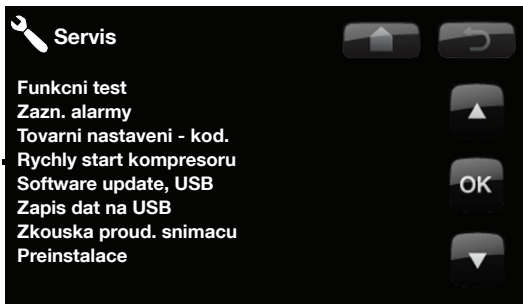 Servis
Funkcni test
Zazn. alarmy
Tovarni nastaveni - kod.
Rychly start kompresoru
Software update, USB
Zapis dat na USB
Zkouska proud. snimacu
Preinstalace
OK